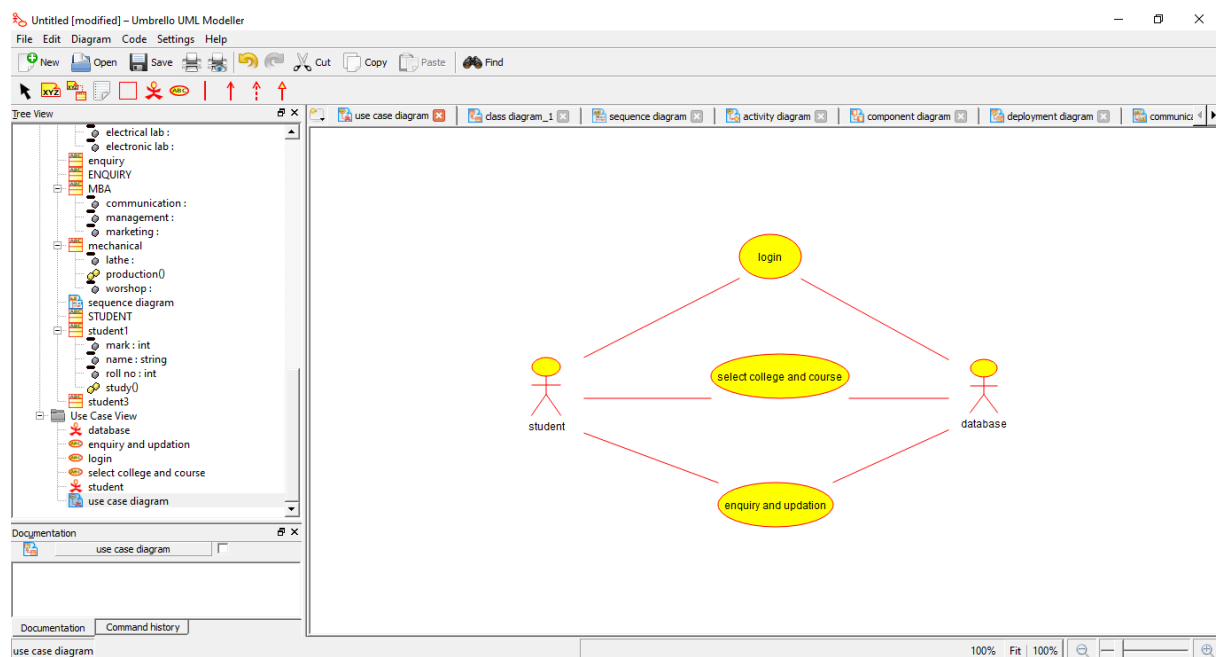 Untitled [modified] – Umbrello UML Modeller
File Edit Diagram Code Settings Help
New Open Save Cut Copy Paste Find
XYZ XYZ ABC
Tree View
use case diagram class diagram_1 sequence diagram activity diagram component diagram deployment diagram communica
electrical lab :
electronic lab :
enquiry
ENQUIRY
MBA
communication :
management :
marketing :
mechanical
lathe :
production()
worshop :
sequence diagram
STUDENT
student1
mark : int
name : string
roll no : int
study()
student3
Use Case View
database
enquiry and updation
login
select college and course
student
use case diagram
login
select college and course
student
database
enquiry and updation
Documentation
use case diagram
Documentation Command history
use case diagram
100% Fit 100%